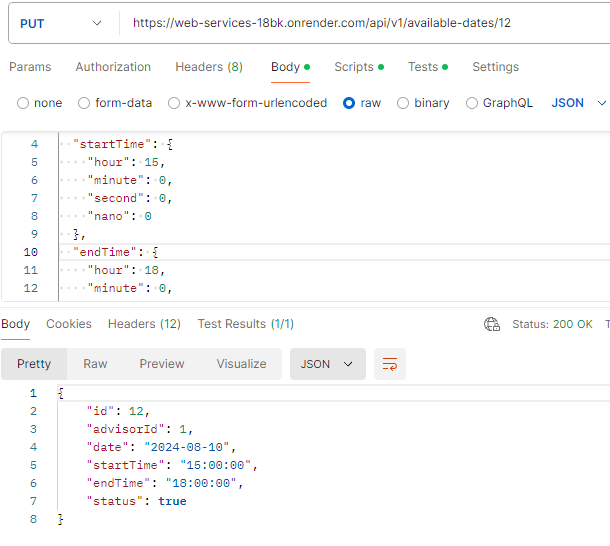 PUT https://web-services-18bk.onrender.com/api/v1/available-dates/12
Params Authorization Headers (8) Body Scripts Tests Settings
none form-data x-www-form-urlencoded raw binary GraphQL JSON
4 "startTime": {
5 "hour": 15,
6 "minute": 0,
7 "second": 0,
8 "nano": 0
9 },
10 "endTime": {
11 "hour": 18,
12 "minute": 0,
Body Cookies Headers (12) Test Results (1/1) Status: 200 OK
Pretty Raw Preview Visualize JSON
1 {
2 "id": 12,
3 "advisorId": 1,
4 "date": "2024-08-10",
5 "startTime": "15:00:00",
6 "endTime": "18:00:00",
7 "status": true
8 }